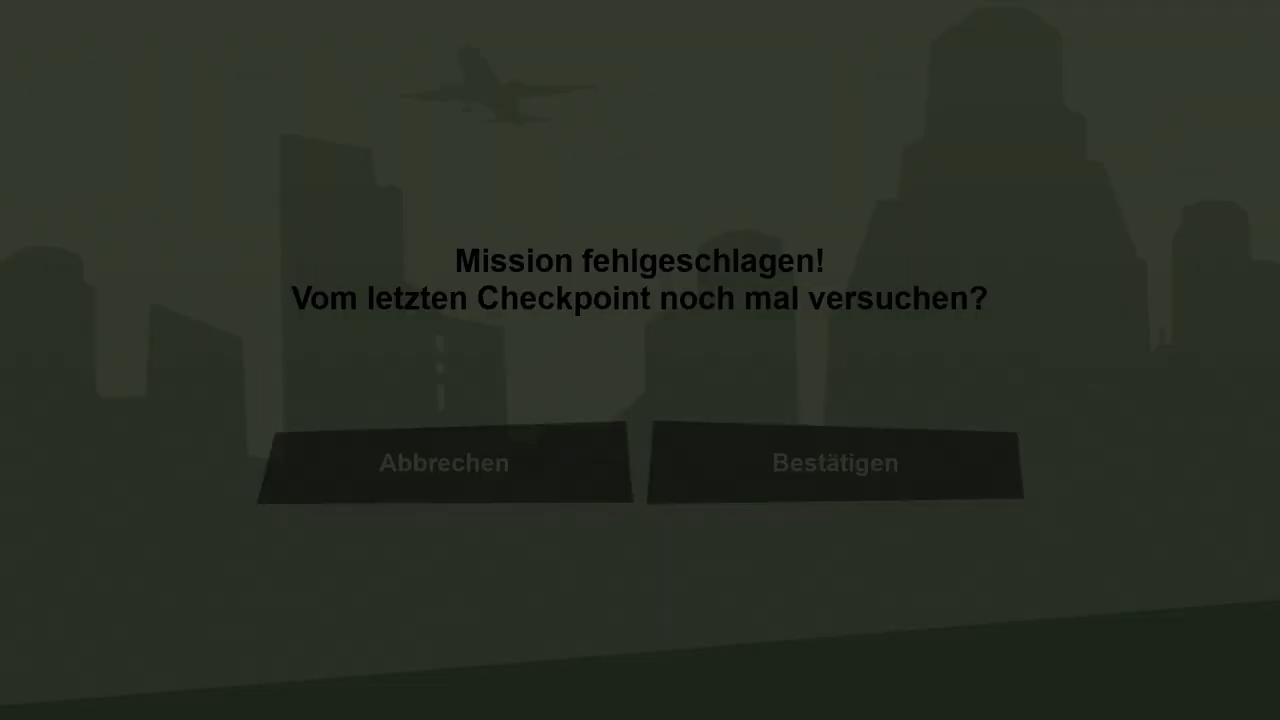 Mission fehlgeschlagen!
Vom letzten Checkpoint noch mal versuchen?
Abbrechen
Bestätigen